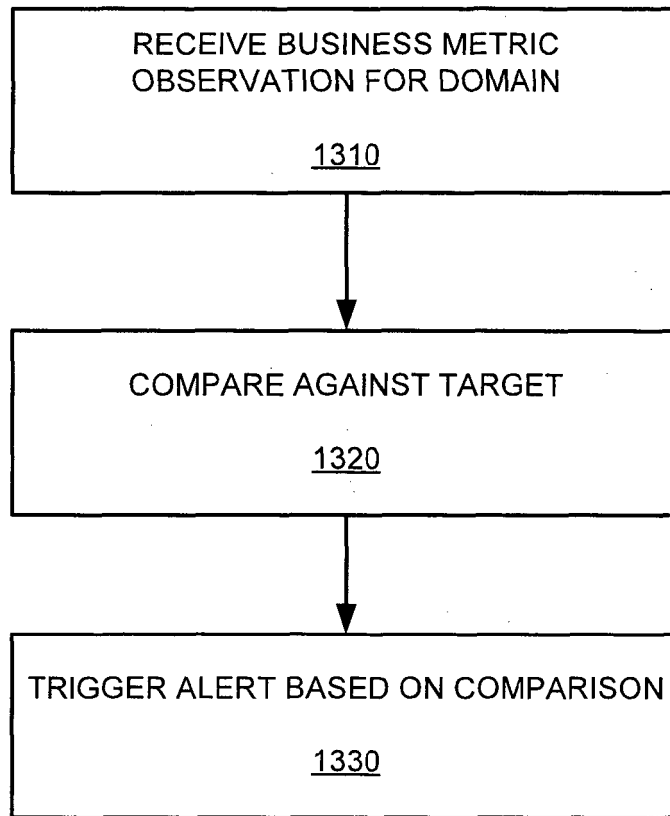 RECEIVE BUSINESS METRIC
OBSERVATION FOR DOMAIN
1310
COMPARE AGAINST TARGET
1320
TRIGGER ALERT BASED ON COMPARISON
1330